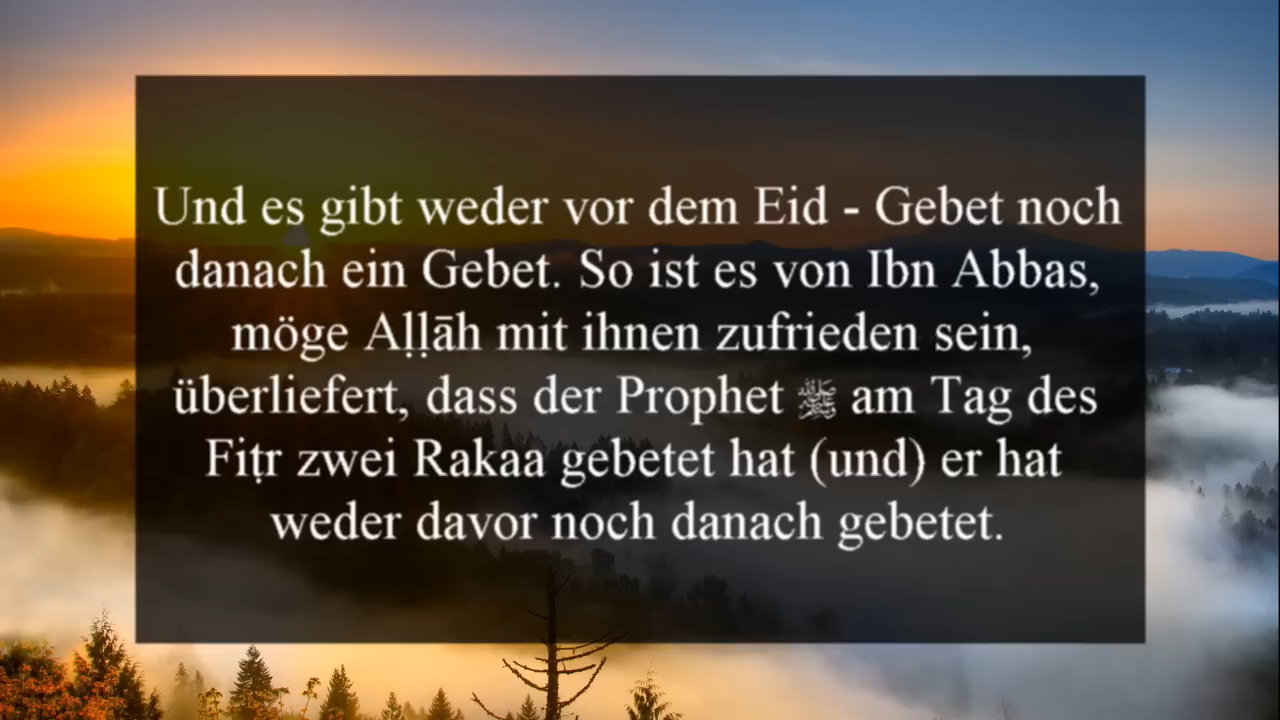 Und es gibt weder vor dem Eid - Gebet noch
danach ein Gebet. So ist es von Ibn Abbas,
möge Aḷḷāh mit ihnen zufrieden sein,
überliefert, dass der Prophet ﷺ am Tag des
Fiṭr zwei Rakaa gebetet hat (und) er hat
weder davor noch danach gebetet.